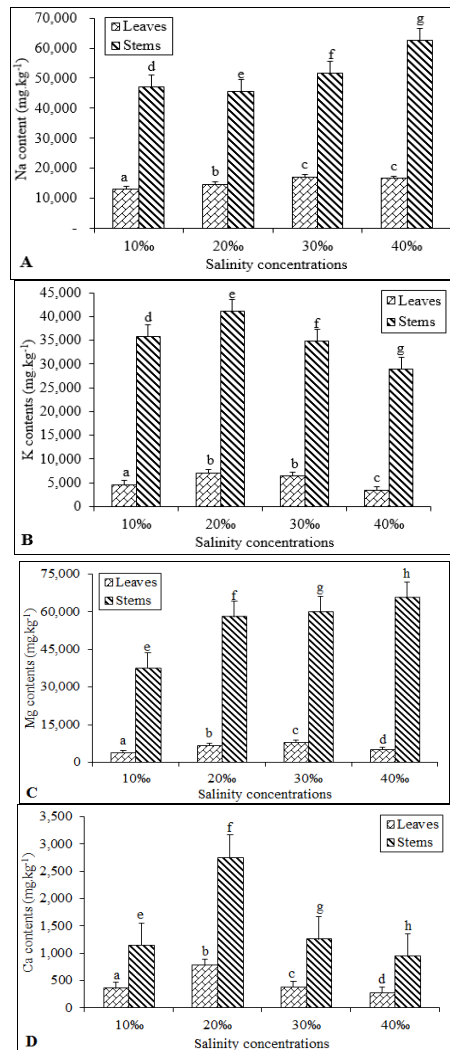 70,000
60,000
50,000
40,000
30,000
20,000
10,000
-
Na content (mg.kg-1)
Leaves
Stems
a
d
b
e
c
f
c
g
10‰ 20‰ 30‰ 40‰
Salinity concentrations
A
45,000
40,000
35,000
30,000
25,000
20,000
15,000
10,000
5,000
0
K contents (mg.kg-1)
Leaves
Stems
a
d
b
e
b
f
c
g
10‰ 20‰ 30‰ 40‰
Salinity concentrations
B
75,000
60,000
45,000
30,000
15,000
0
Mg contents (mg.kg-1)
Leaves
Stems
a
e
b
f
c
g
d
h
10‰ 20‰ 30‰ 40‰
Salinity concentrations
C
3,500
3,000
2,500
2,000
1,500
1,000
500
0
Ca contents (mg.kg-1)
Leaves
Stems
a
e
b
f
c
g
d
h
10‰ 20‰ 30‰ 40‰
Salinity concentrations
D